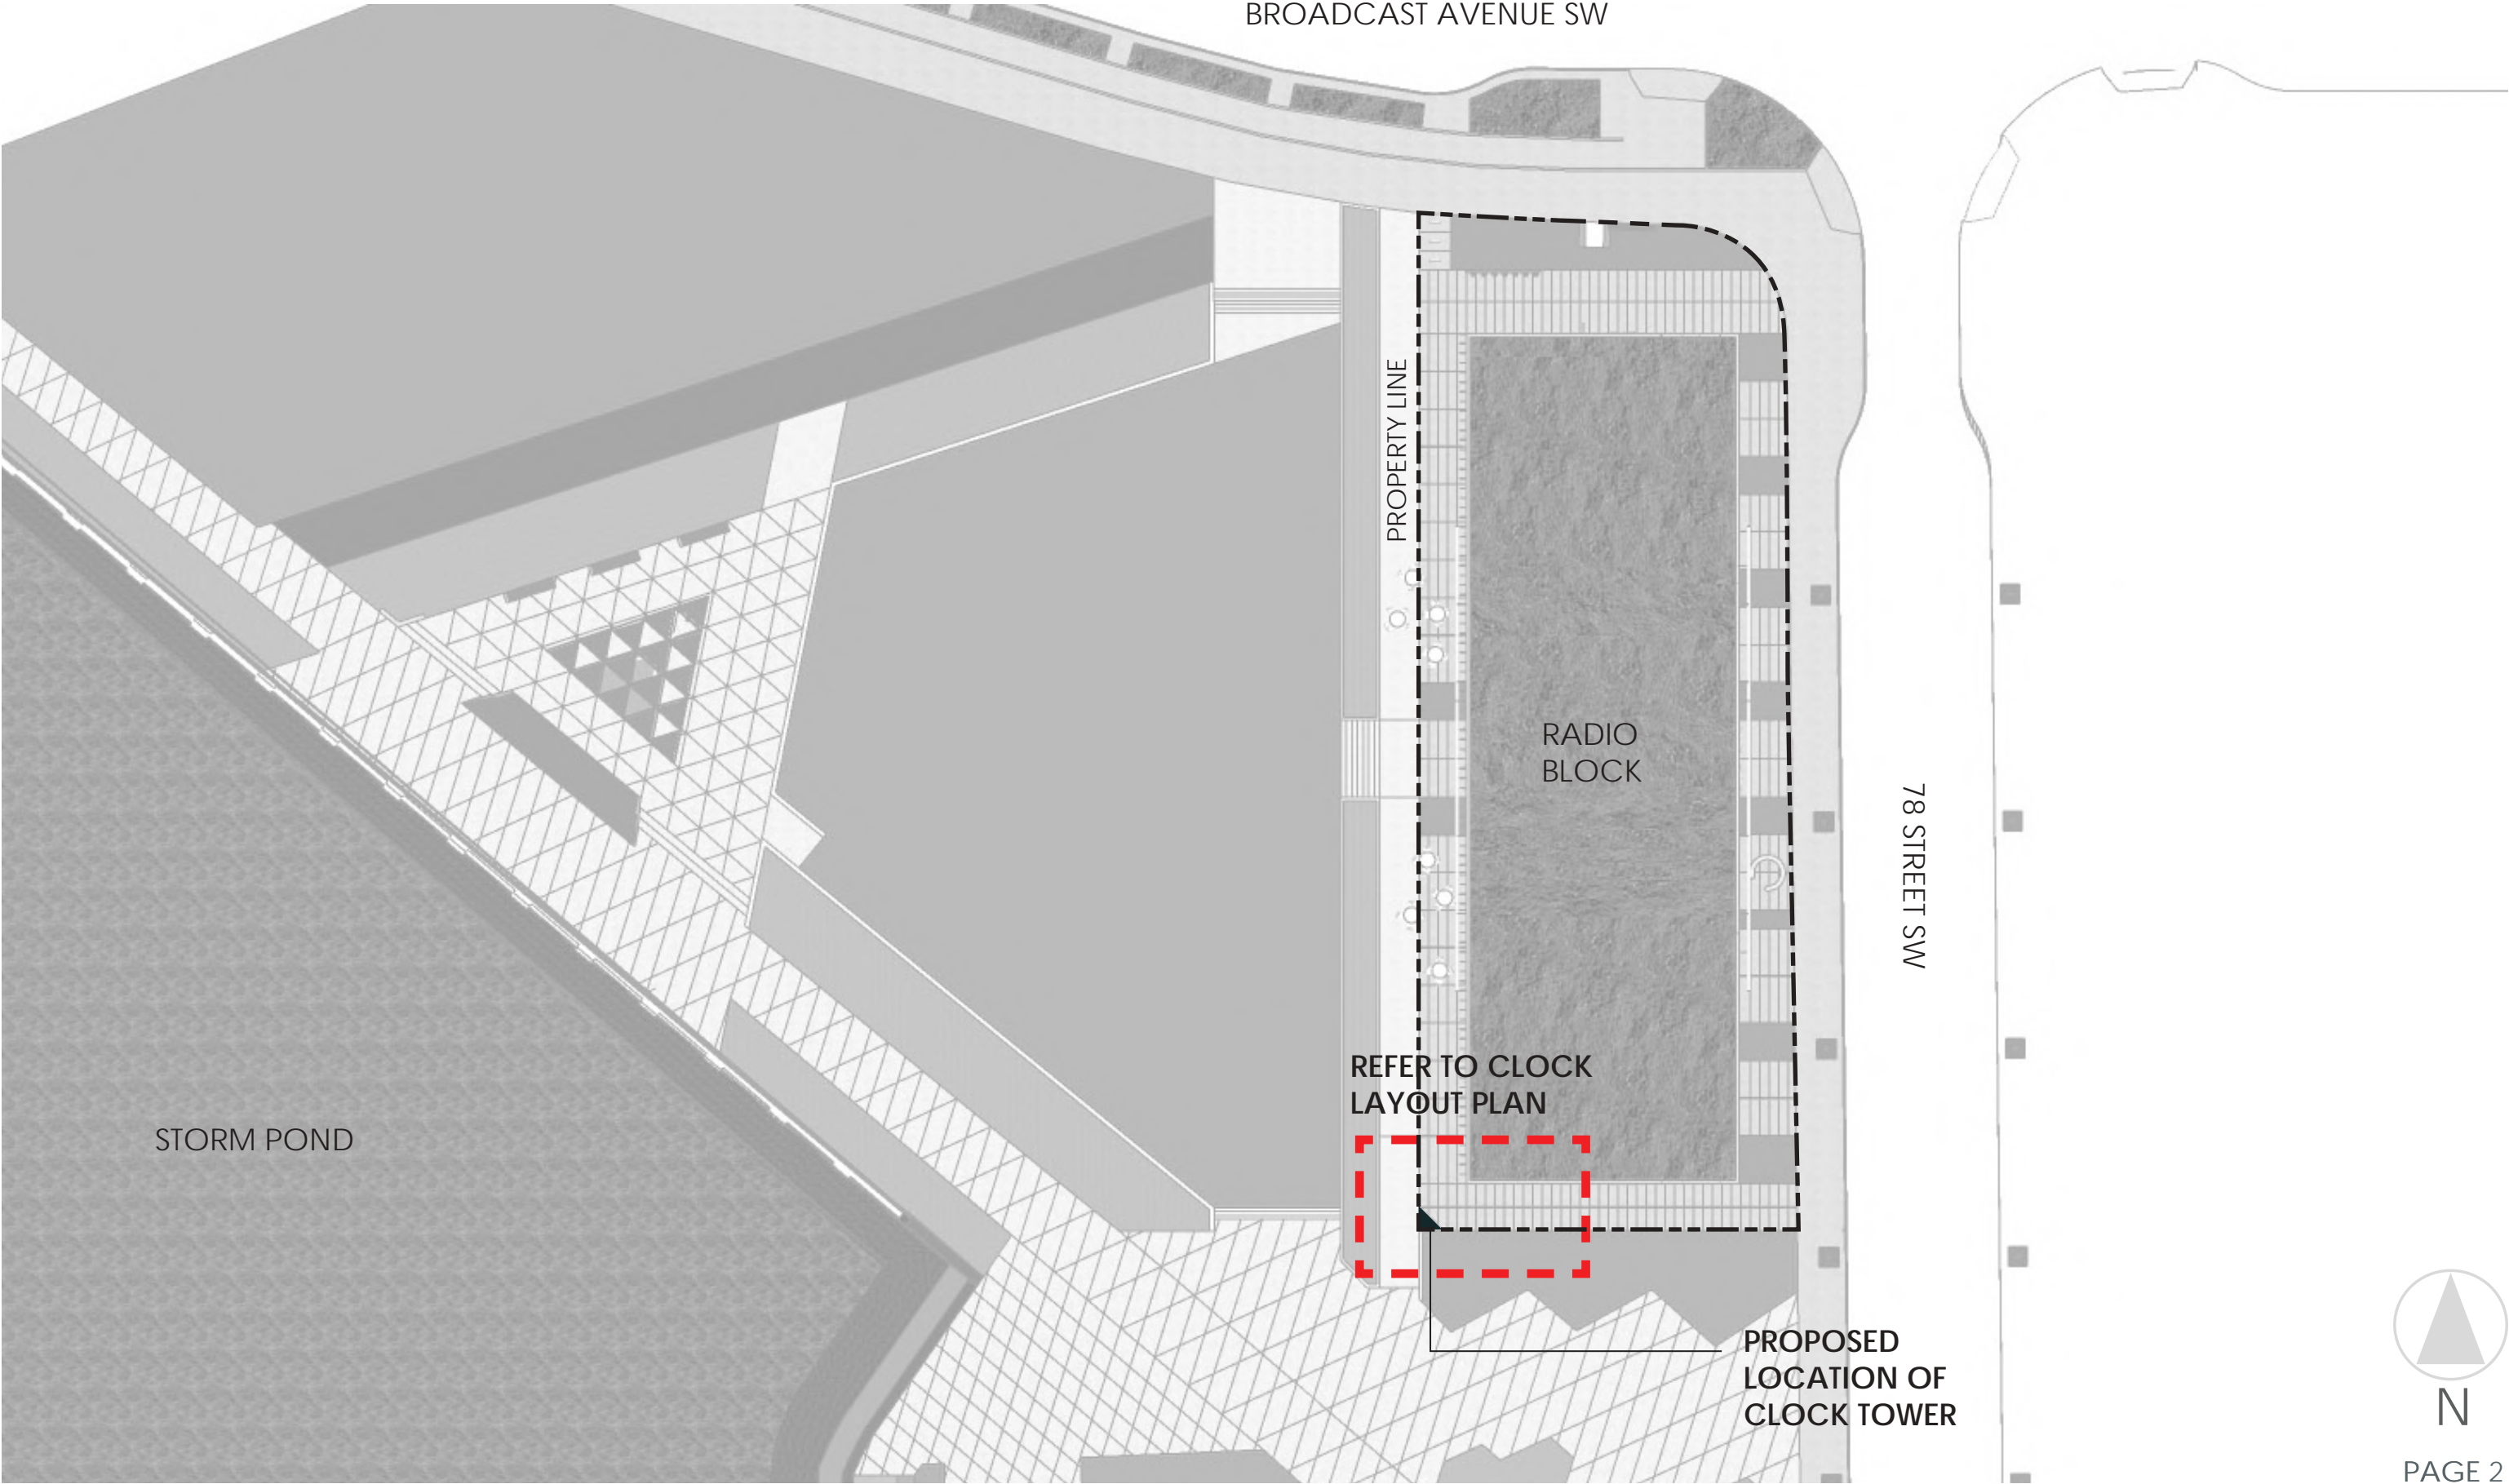 BROADCAST AVENUE SW
PROPERTY LINE
RADIO
BLOCK
78 STREET SW
REFER TO CLOCK
LAYOUT PLAN
STORM POND
PROPOSED
LOCATION OF
CLOCK TOWER
N
PAGE 2